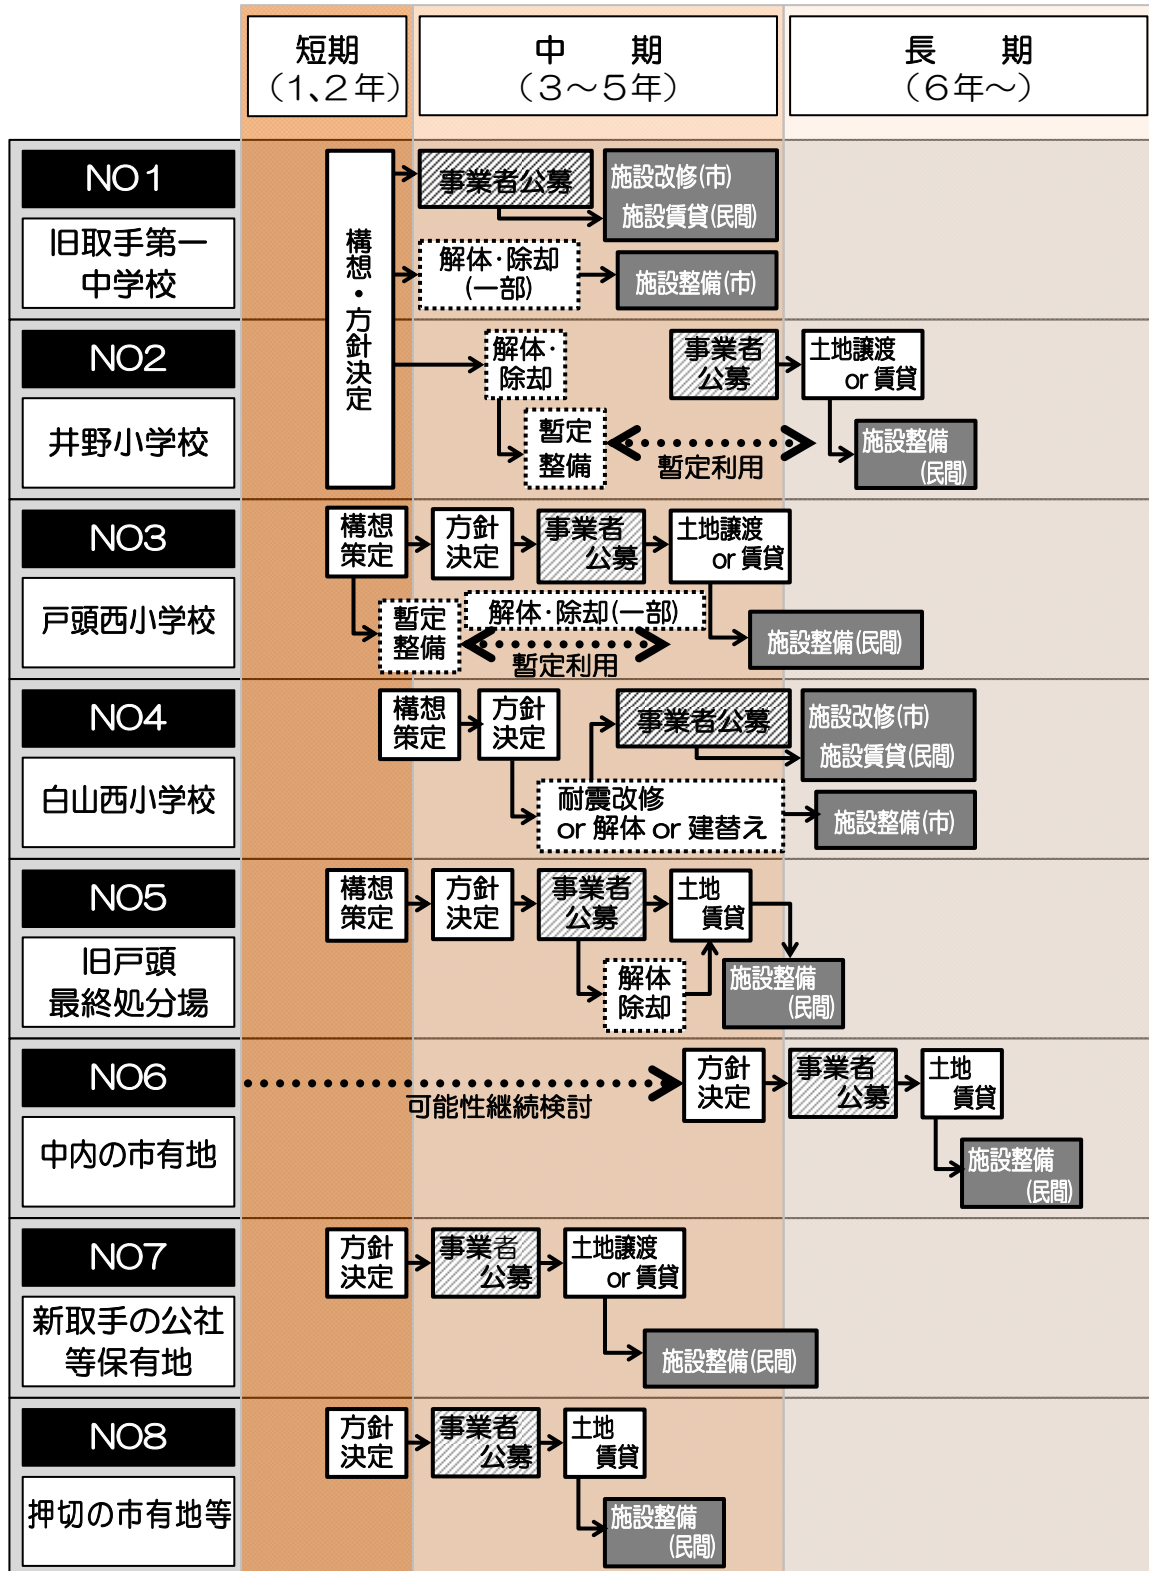 短期
（1、2年）
中　　期
（3～5年）
長　　期
（6年～）
NO1
旧取手第一
中学校
構想・方針決定
事業者公募
施設改修(市)
施設賃貸(民間)
解体・除却
(一部)
施設整備(市)
NO2
井野小学校
解体・
除却
暫定
整備
暫定利用
事業者
公募
土地譲渡
or 賃貸
施設整備
(民間)
NO3
戸頭西小学校
構想
策定
方針
決定
事業者
公募
土地譲渡
or 賃貸
暫定
整備
解体・除却(一部)
暫定利用
施設整備(民間)
NO4
白山西小学校
構想
策定
方針
決定
事業者公募
施設改修(市)
施設賃貸(民間)
耐震改修
or 解体 or 建替え
施設整備(市)
NO5
旧戸頭
最終処分場
構想
策定
方針
決定
事業者
公募
土地
賃貸
解体
除却
施設整備
(民間)
NO6
中内の市有地
可能性継続検討
方針
決定
事業者
公募
土地
賃貸
施設整備
(民間)
NO7
新取手の公社
等保有地
方針
決定
事業者
公募
土地譲渡
or 賃貸
施設整備(民間)
NO8
押切の市有地等
方針
決定
事業者
公募
土地
賃貸
施設整備
(民間)